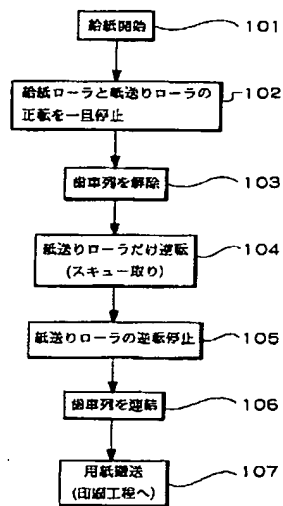 給紙開始
101
給紙ローラと紙送りローラの
正転を一旦停止
102
歯車列を解除
103
紙送りローラだけ逆転
(スキュー取り)
104
紙送りローラの逆転停止
105
歯車列を連結
106
用紙搬送
(印刷工程へ)
107